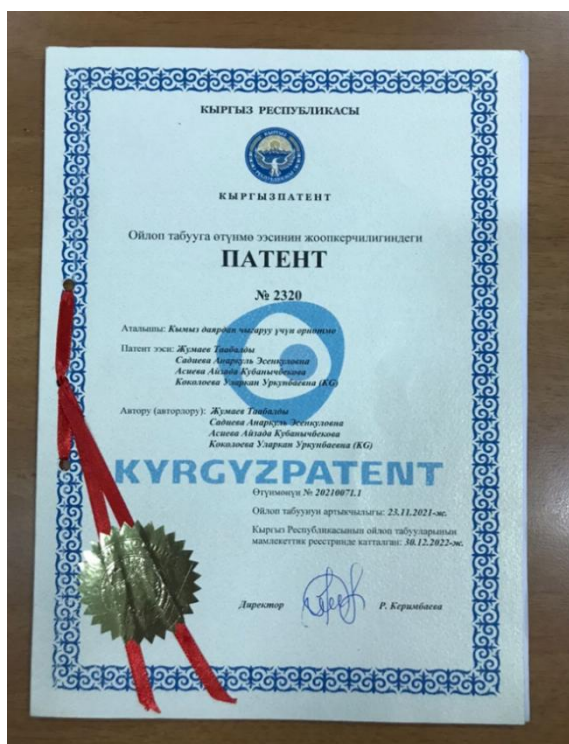 КЫРГЫЗ РЕСПУБЛИКАСЫ
КЫРГЫЗПАТЕНТ
Ойлоп табууга өтүнмө ээсинин жоопкерчилигиндеги
ПАТЕНТ
№ 2320
Аталышы: Кымыз даярдап чыгаруу үчүн орнотмо
Патент ээси: Жумаев Таабалды
Садиева Анаркуль Эсенкуловна
Асиева Айзада Кубанычбековна
Коколоева Уларкан Уркунбаевна (KG)
Автору (авторлору): Жумаев Таабалды
Садиева Анаркуль Эсенкуловна
Асиева Айзада Кубанычбековна
Коколоева Уларкан Уркунбаевна (KG)
KYRGYZPATENT
Өтүнмөнүн № 20210071.1
Ойлоп табуунун артыкчылыгы: 23.11.2021-ж.
Кыргыз Республикасынын ойлоп табууларынын
мамлекеттик реестринде катталган: 30.12.2022-ж.
Директор Р. Керимбаева